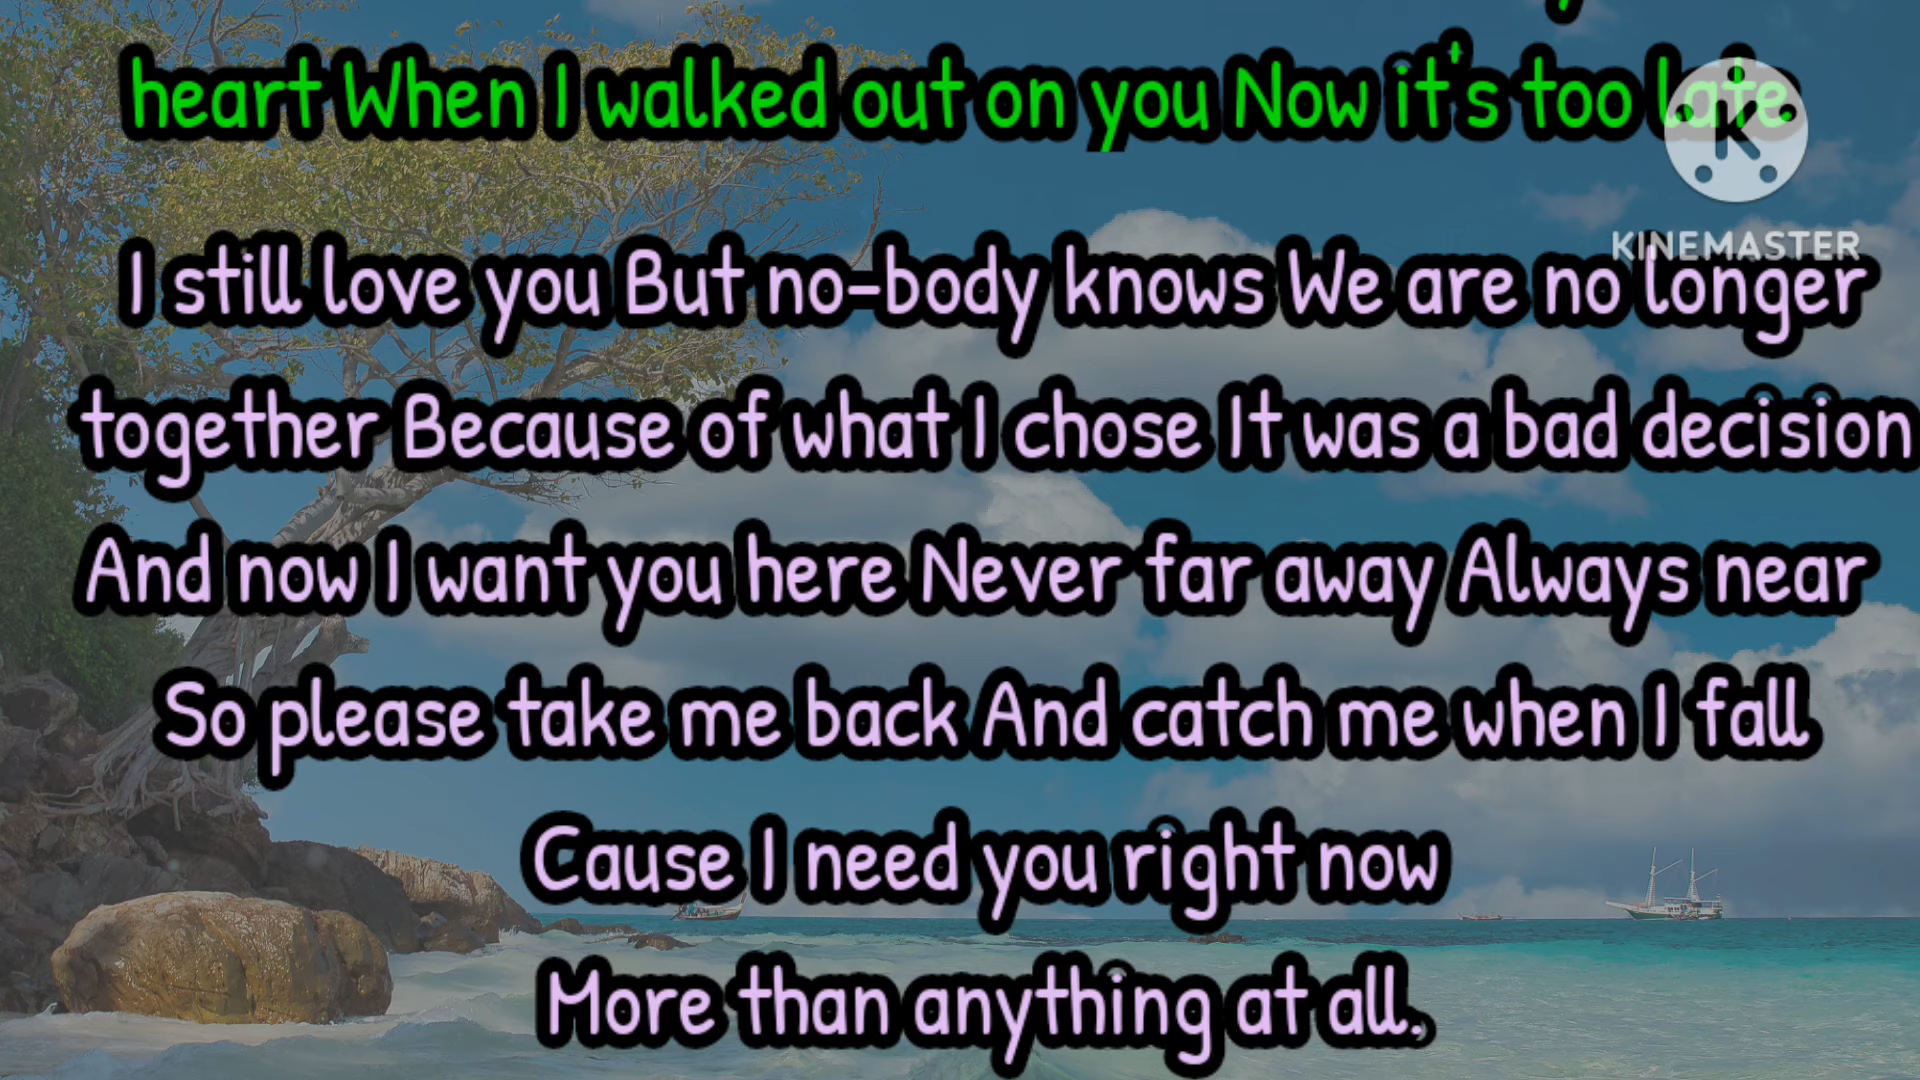 heart When I walked out on you Now it's too late
KINEMASTER
I still love you But no-body knows We are no longer
together Because of what I chose It was a bad decision
And now I want you here Never far away Always near
So please take me back And catch me when I fall
Cause I need you right now
More than anything at all.